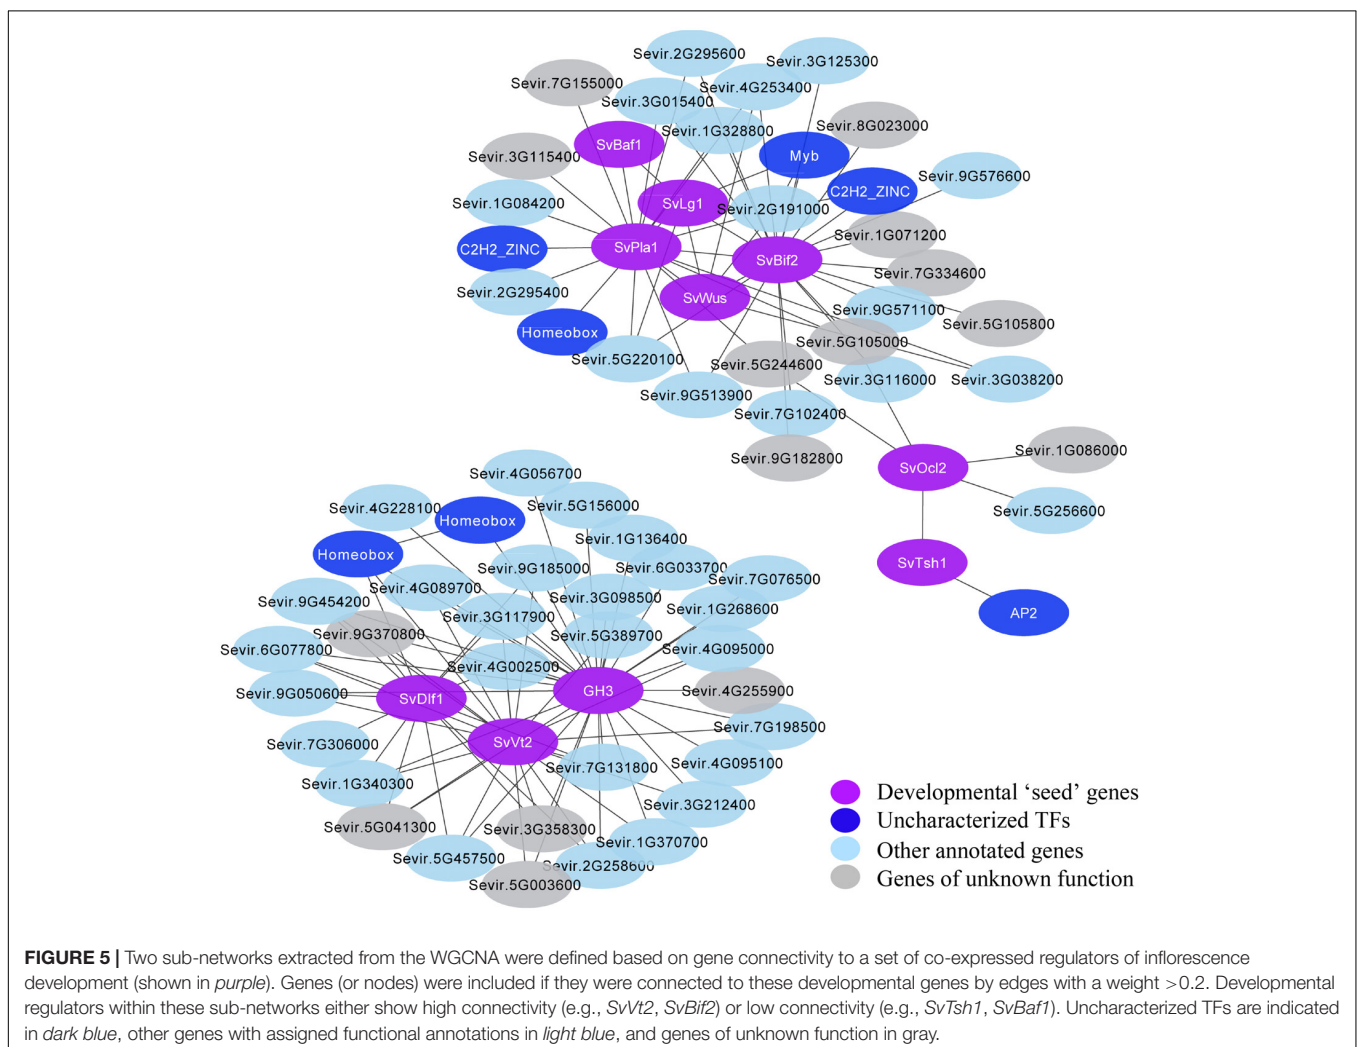 Sevir.2G295600
Sevir.3G125300
Sevir.7G155000
Sevir.4G253400
Sevir.3G015400
Sevir.1G328800
Sevir.8G023000
SvBaf1
Myb
Sevir.3G115400
Sevir.9G576600
C2H2_ZINC
Sevir.1G084200
SvLg1
Sevir.2G191000
Sevir.1G071200
C2H2_ZINC
SvPla1
SvBif2
Sevir.7G334600
Sevir.2G295400
SvWus
Sevir.9G571100
Sevir.5G105800
Homeobox
Sevir.5G105000
Sevir.5G220100
Sevir.5G244600
Sevir.3G116000
Sevir.3G038200
Sevir.9G513900
Sevir.7G102400
Sevir.9G182800
SvOcl2
Sevir.1G086000
Sevir.5G256600
SvTsh1
AP2
Sevir.4G056700
Sevir.4G228100
Sevir.5G156000
Homeobox
Sevir.1G136400
Homeobox
Sevir.9G185000
Sevir.6G033700
Sevir.7G076500
Sevir.4G089700
Sevir.9G454200
Sevir.3G098500
Sevir.1G268600
Sevir.3G117900
Sevir.9G370800
Sevir.5G389700
Sevir.6G077800
Sevir.4G095000
Sevir.4G002500
Sevir.9G050600
SvDlf1
GH3
Sevir.4G255900
Sevir.7G198500
Sevir.7G306000
SvVt2
Sevir.7G131800
Sevir.4G095100
Sevir.1G340300
Sevir.3G212400
Sevir.5G041300
Sevir.3G358300
Sevir.1G370700
Sevir.5G457500
Sevir.2G258600
Sevir.5G003600
Developmental ‘seed’ genes
Uncharacterized TFs
Other annotated genes
Genes of unknown function
FIGURE 5 | Two sub-networks extracted from the WGCNA were defined based on gene connectivity to a set of co-expressed regulators of inflorescence
development (shown in purple). Genes (or nodes) were included if they were connected to these developmental genes by edges with a weight >0.2. Developmental
regulators within these sub-networks either show high connectivity (e.g., SvVt2, SvBif2) or low connectivity (e.g., SvTsh1, SvBaf1). Uncharacterized TFs are indicated
in dark blue, other genes with assigned functional annotations in light blue, and genes of unknown function in gray.